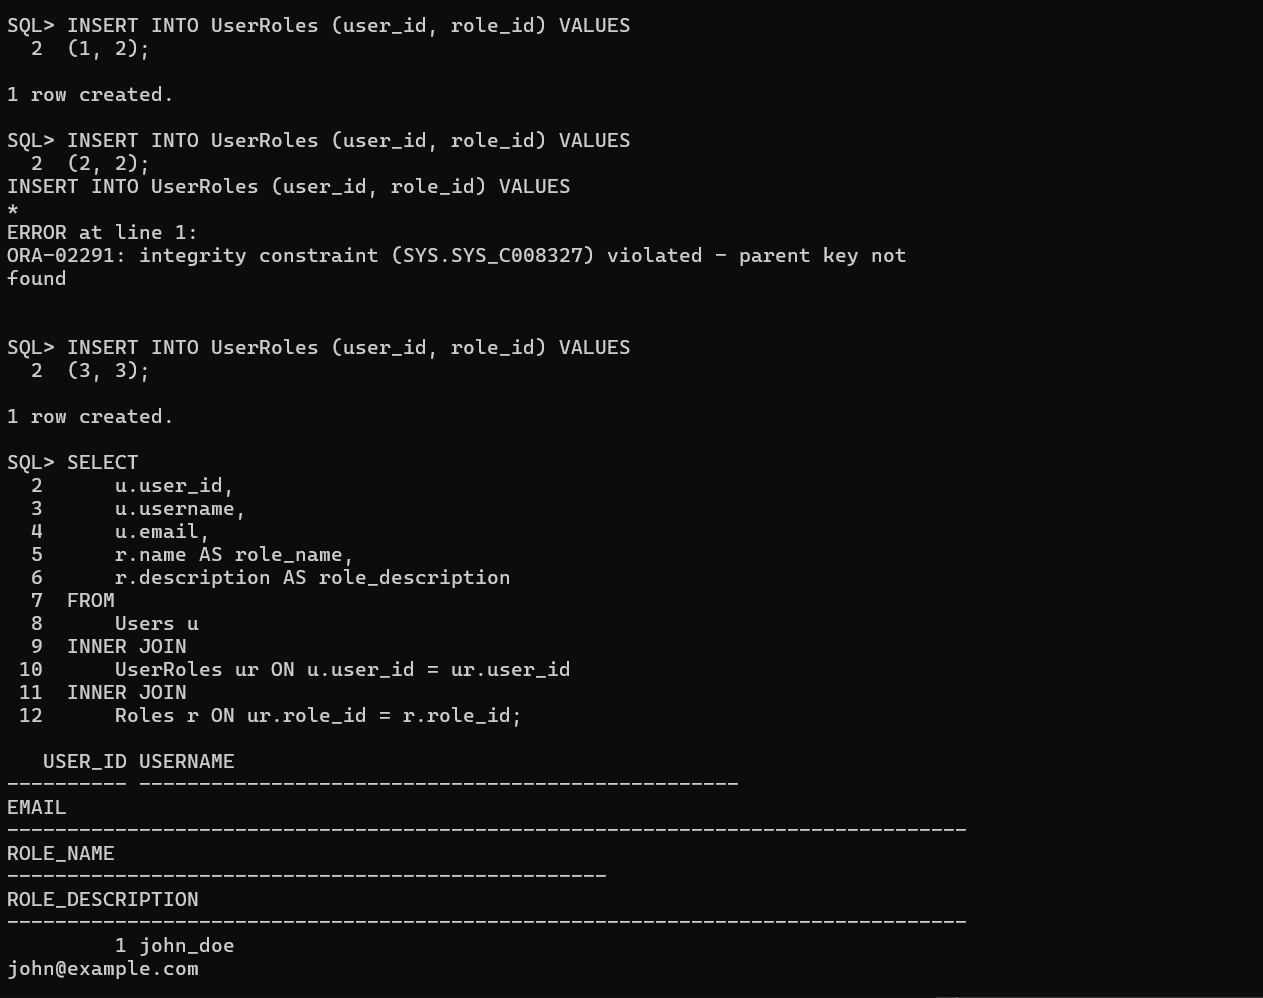 SQL> INSERT INTO UserRoles (user_id, role_id) VALUES
  2  (1, 2);

1 row created.

SQL> INSERT INTO UserRoles (user_id, role_id) VALUES
  2  (2, 2);
INSERT INTO UserRoles (user_id, role_id) VALUES
*
ERROR at line 1:
ORA-02291: integrity constraint (SYS.SYS_C008327) violated - parent key not
found


SQL> INSERT INTO UserRoles (user_id, role_id) VALUES
  2  (3, 3);

1 row created.

SQL> SELECT
  2      u.user_id,
  3      u.username,
  4      u.email,
  5      r.name AS role_name,
  6      r.description AS role_description
  7  FROM
  8      Users u
  9  INNER JOIN
 10      UserRoles ur ON u.user_id = ur.user_id
 11  INNER JOIN
 12      Roles r ON ur.role_id = r.role_id;

   USER_ID USERNAME
---------- --------------------------------------------------
EMAIL
--------------------------------------------------------------------------------
ROLE_NAME
--------------------------------------------------
ROLE_DESCRIPTION
--------------------------------------------------------------------------------
         1 john_doe
john@example.com